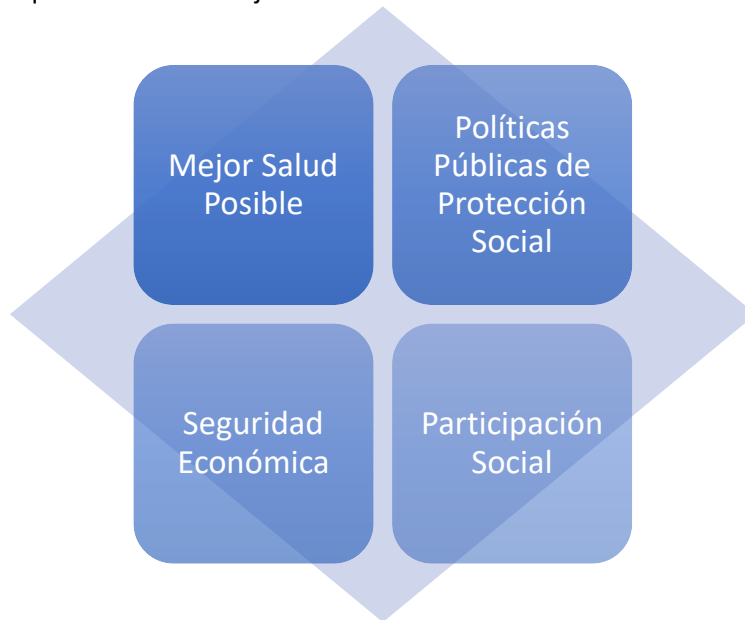 Mejor Salud
Posible
Políticas
Públicas de
Protección
Social
Seguridad
Económica
Participación
Social